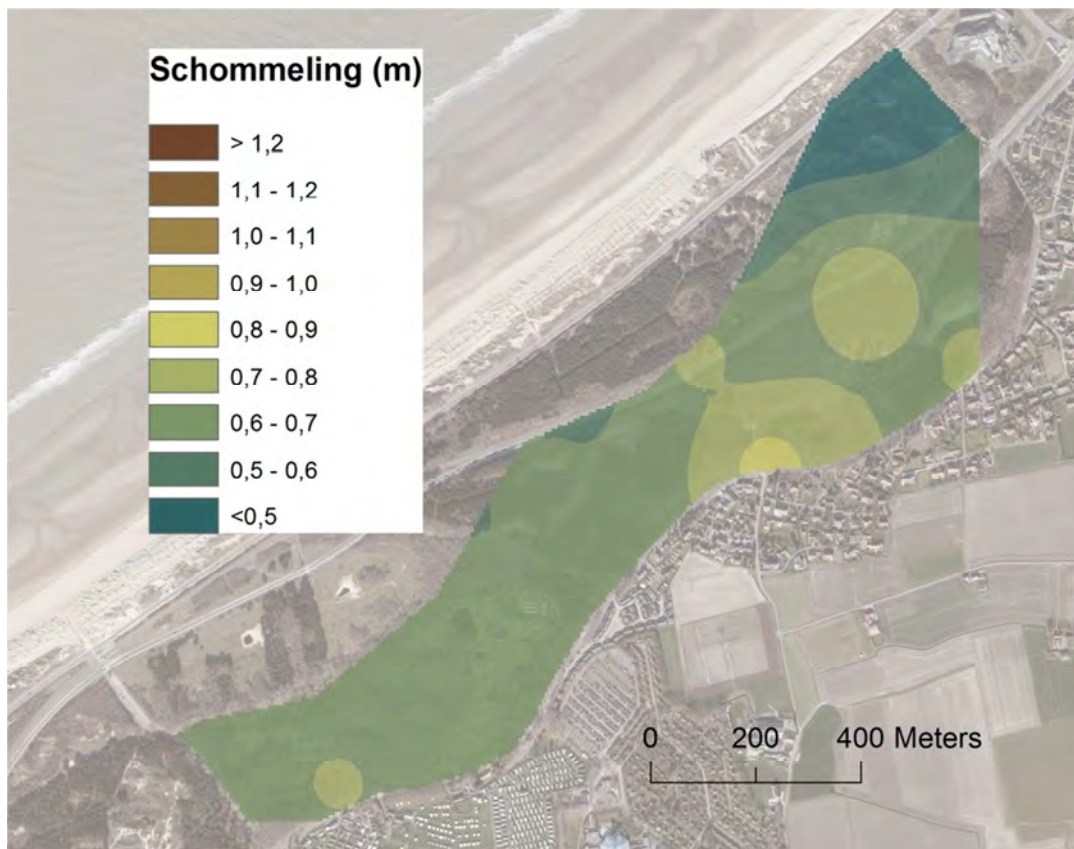 Schommeling (m)
> 1,2
1,1 - 1,2
1,0 - 1,1
0,9 - 1,0
0,8 - 0,9
0,7 - 0,8
0,6 - 0,7
0,5 - 0,6
<0,5
0 200 400 Meters